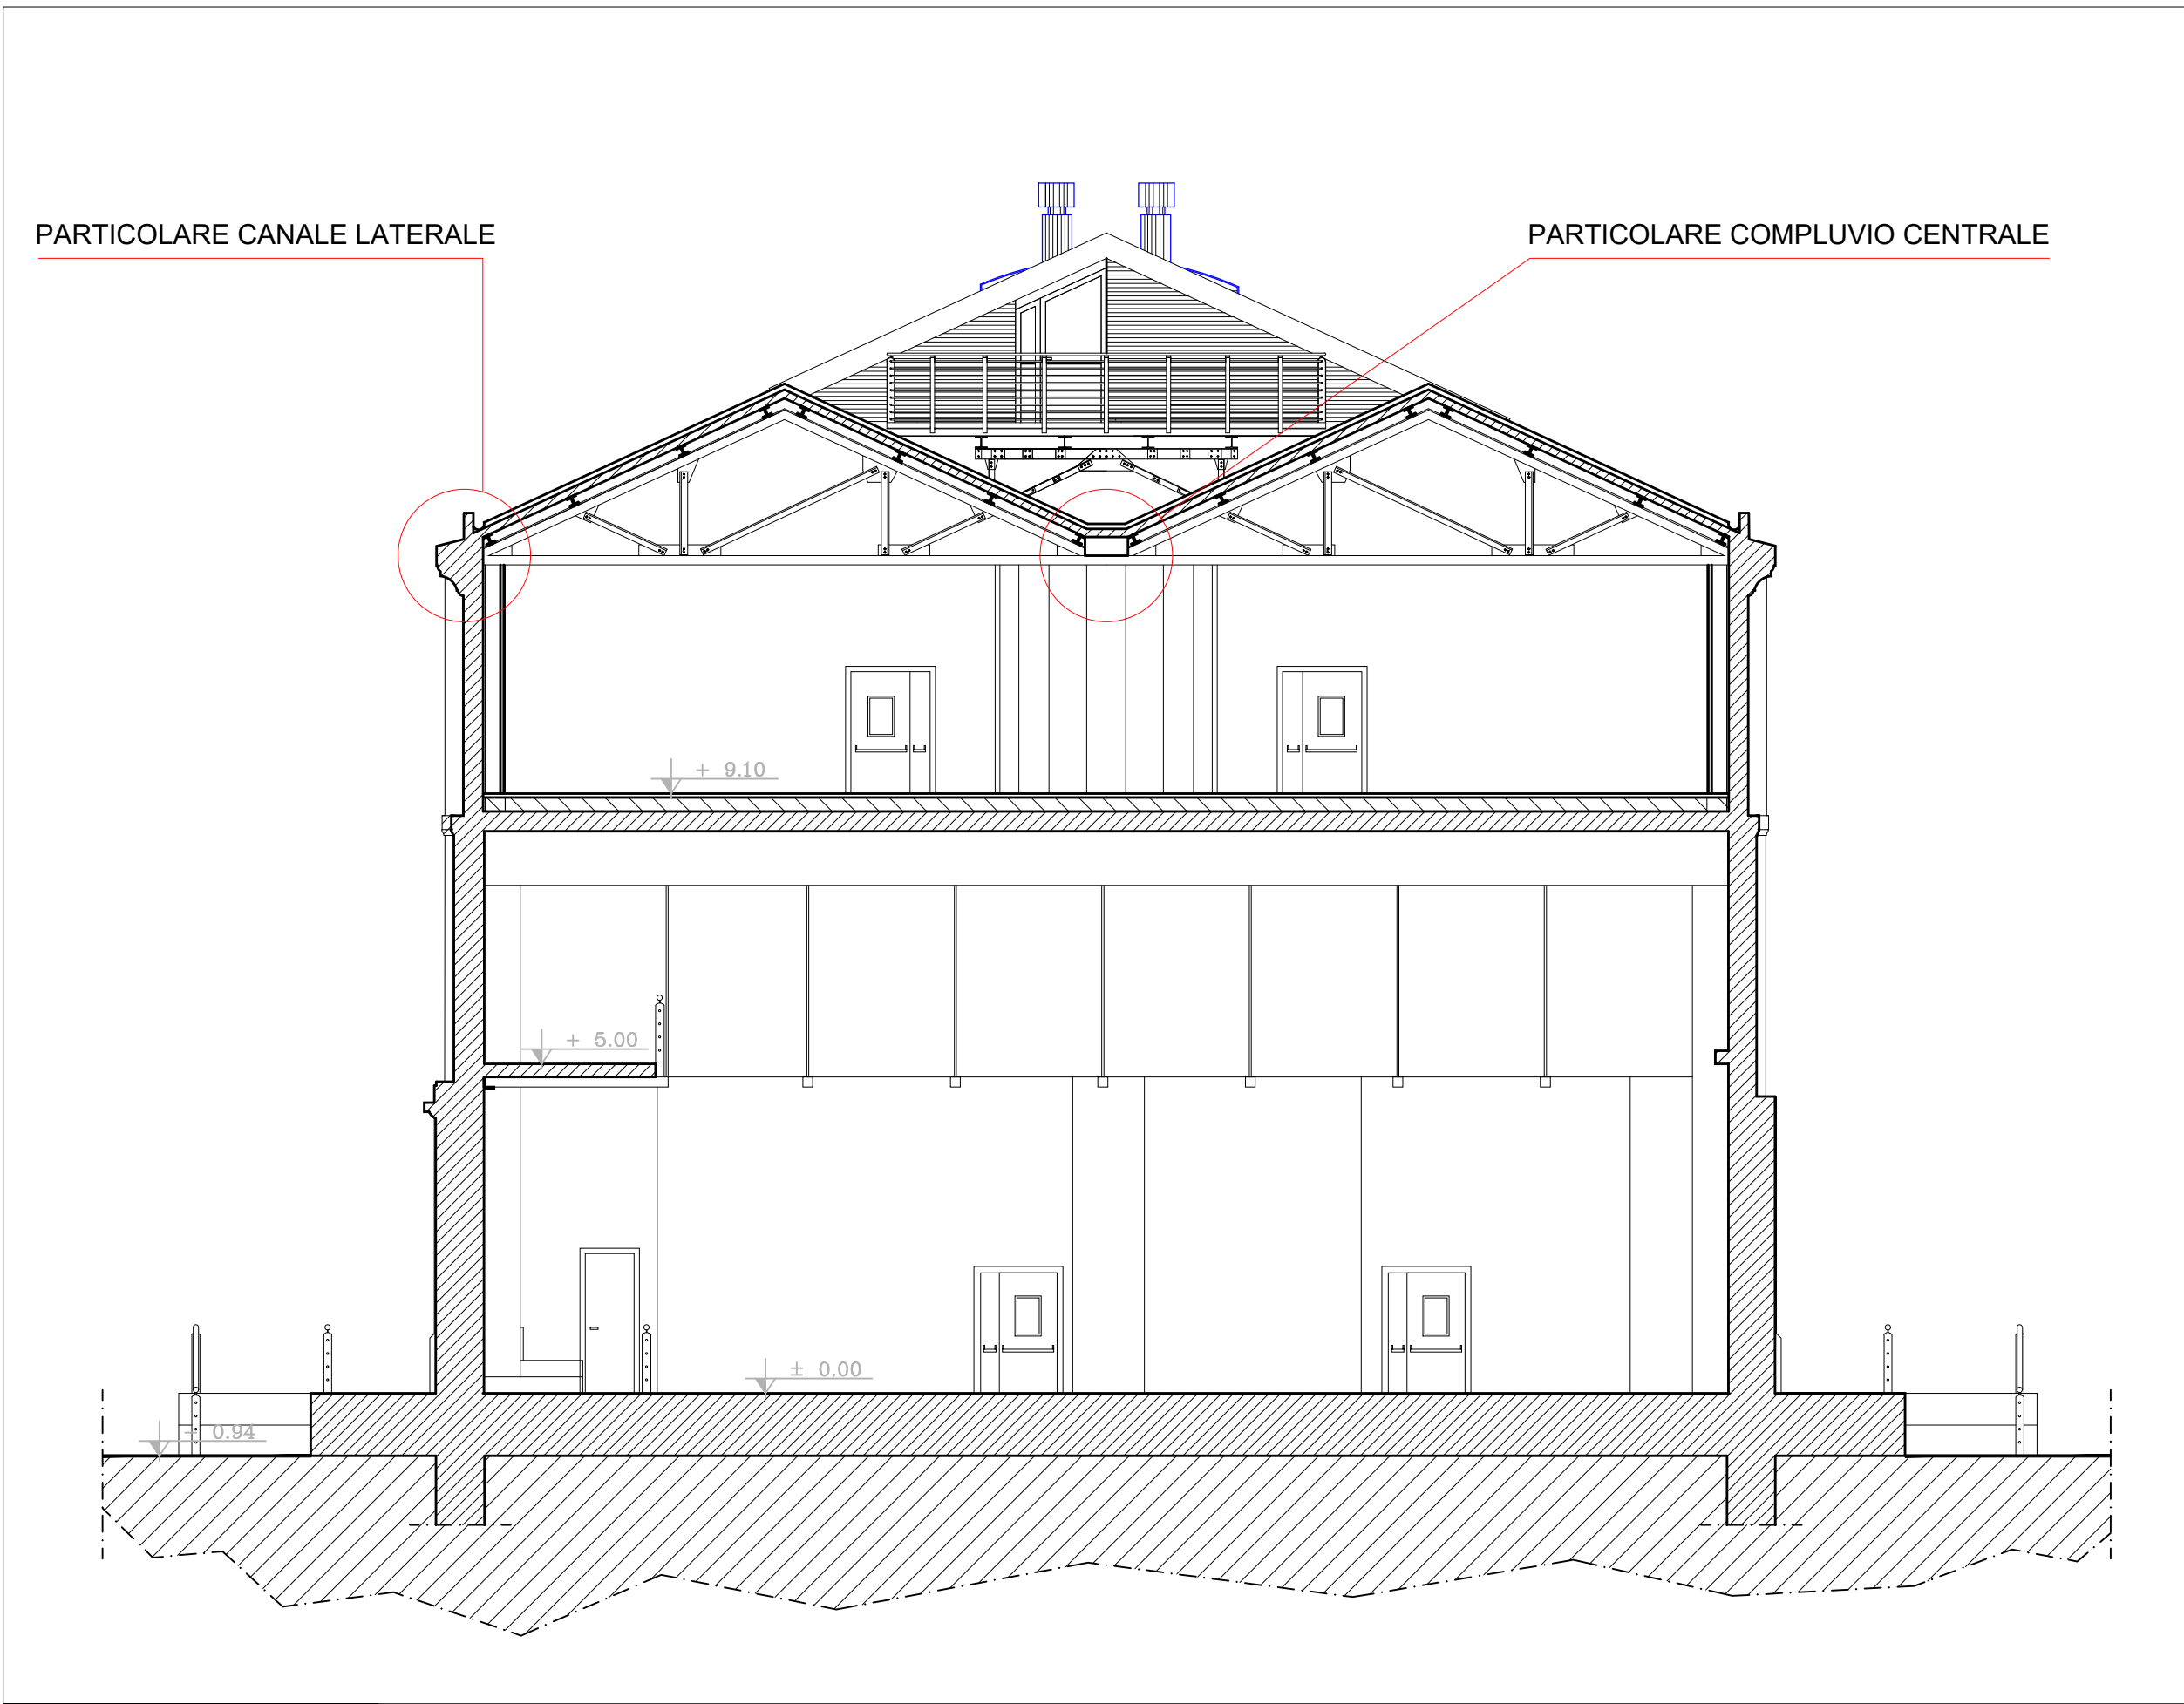 PARTICOLARE CANALE LATERALE
PARTICOLARE COMPLUVIO CENTRALE
+ 9.10
+ 5.00
± 0.00
- 0.94